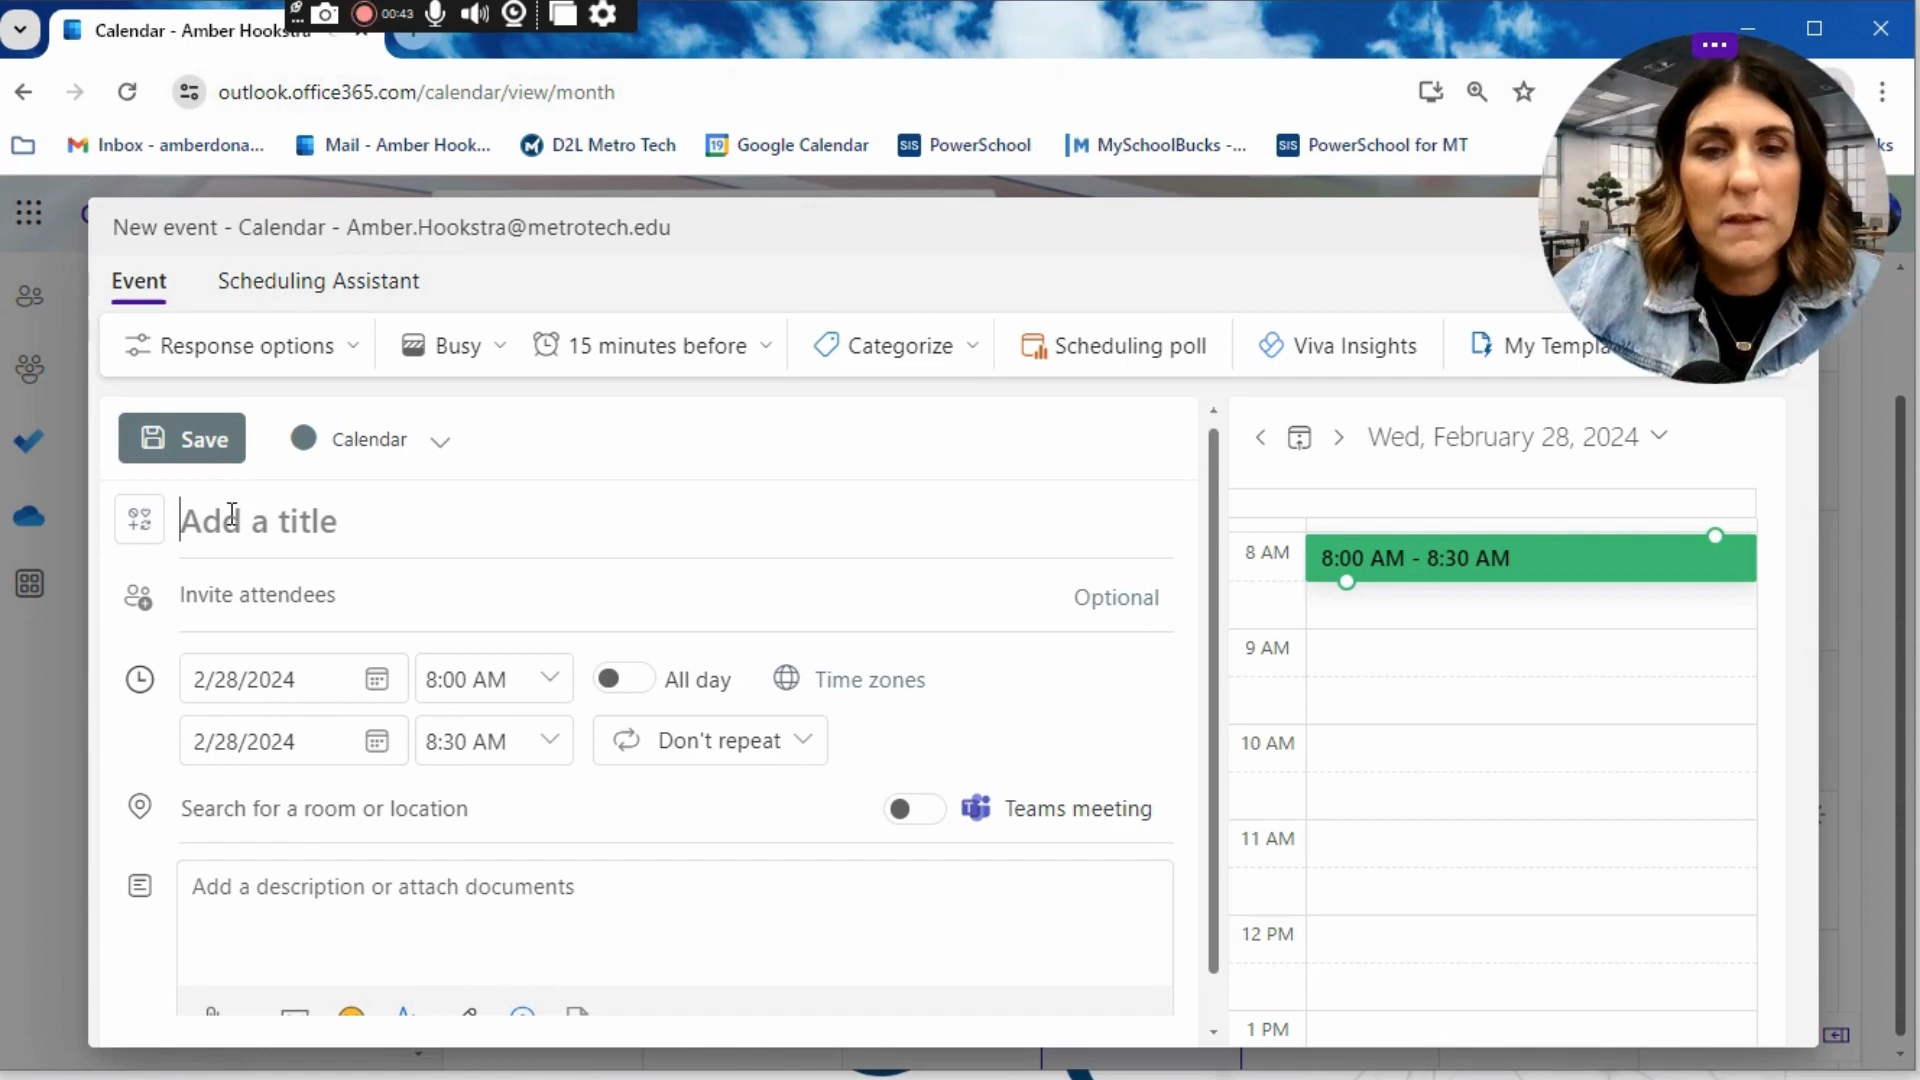 Calendar - Amber Hookstra
00:43
outlook.office365.com/calendar/view/month
Inbox - amberdona...
Mail - Amber Hook...
D2L Metro Tech
19
Google Calendar
SIS
PowerSchool
MySchoolBucks -...
SIS
PowerSchool for MT
ks
New event - Calendar - Amber.Hookstra@metrotech.edu
Event
Scheduling Assistant
Response options
Busy
15 minutes before
Categorize
Scheduling poll
Viva Insights
My Templa
Save
Calendar
Wed, February 28, 2024
Add a title
8 AM
8:00 AM - 8:30 AM
Invite attendees
Optional
9 AM
2/28/2024
8:00 AM
All day
Time zones
2/28/2024
8:30 AM
Don't repeat
10 AM
Search for a room or location
Teams meeting
11 AM
Add a description or attach documents
12 PM
1 PM